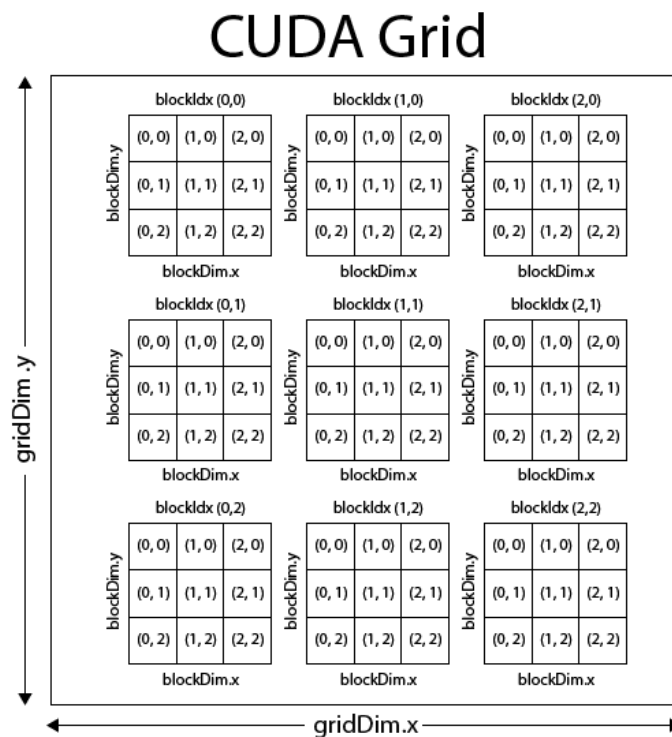 CUDA Grid
blockIdx (0,0) blockIdx (1,0) blockIdx (2,0)
blockDim.y (0, 0) (1, 0) (2, 0) blockDim.y (0, 0) (1, 0) (2, 0) blockDim.y (0, 0) (1, 0) (2, 0)
(0, 1) (1, 1) (2, 1) (0, 1) (1, 1) (2, 1) (0, 1) (1, 1) (2, 1)
(0, 2) (1, 2) (2, 2) (0, 2) (1, 2) (2, 2) (0, 2) (1, 2) (2, 2)
blockDim.x blockDim.x blockDim.x
blockIdx (0,1) blockIdx (1,1) blockIdx (2,1)
blockDim.y (0, 0) (1, 0) (2, 0) blockDim.y (0, 0) (1, 0) (2, 0) blockDim.y (0, 0) (1, 0) (2, 0)
(0, 1) (1, 1) (2, 1) (0, 1) (1, 1) (2, 1) (0, 1) (1, 1) (2, 1)
(0, 2) (1, 2) (2, 2) (0, 2) (1, 2) (2, 2) (0, 2) (1, 2) (2, 2)
blockDim.x blockDim.x blockDim.x
gridDim .y
blockIdx (0,2) blockIdx (1,2) blockIdx (2,2)
blockDim.y (0, 0) (1, 0) (2, 0) blockDim.y (0, 0) (1, 0) (2, 0) blockDim.y (0, 0) (1, 0) (2, 0)
(0, 1) (1, 1) (2, 1) (0, 1) (1, 1) (2, 1) (0, 1) (1, 1) (2, 1)
(0, 2) (1, 2) (2, 2) (0, 2) (1, 2) (2, 2) (0, 2) (1, 2) (2, 2)
blockDim.x blockDim.x blockDim.x
gridDim.x